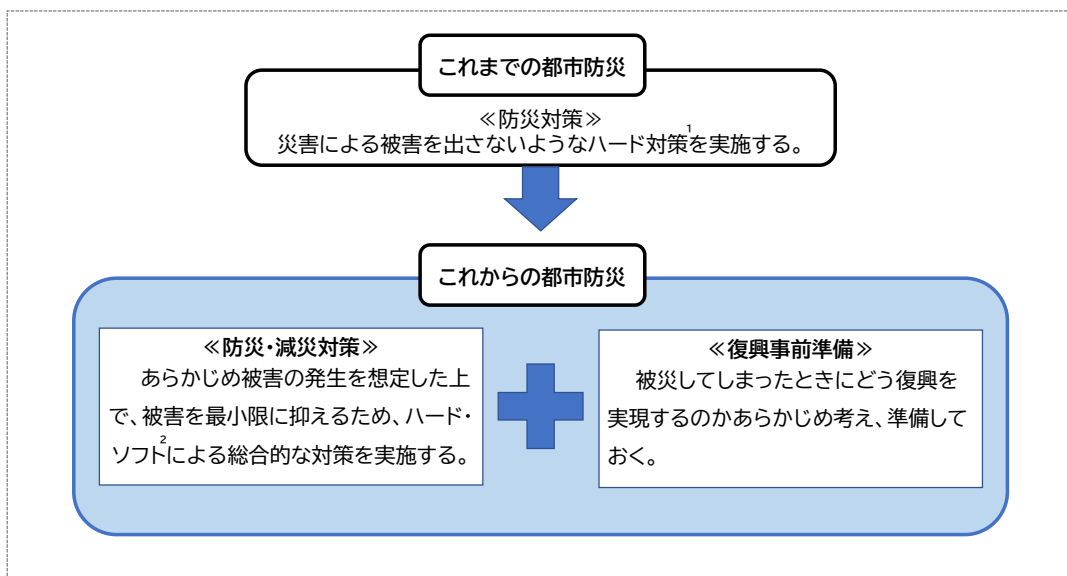 これまでの都市防災
≪防災対策≫
災害による被害を出さないようなハード対策1を実施する。
これからの都市防災
≪防災・減災対策≫
あらかじめ被害の発生を想定した上
で、被害を最小限に抑えるため、ハード・
ソフト2による総合的な対策を実施する。
≪復興事前準備≫
被災してしまったときにどう復興を
実現するのかあらかじめ考え、準備して
おく。